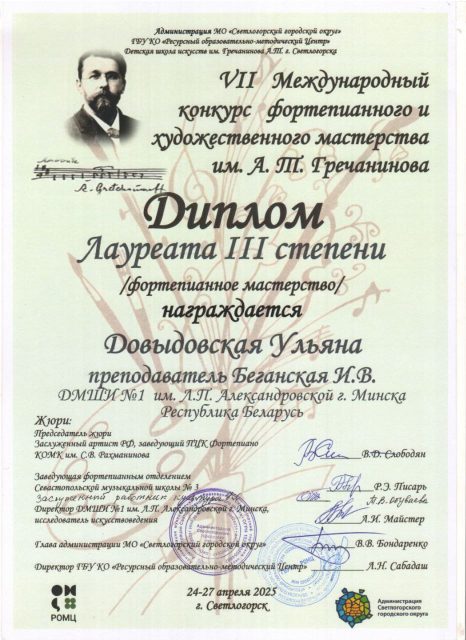 Администрация МО «Светлогорский городской округ»
ГБУ КО «Ресурсный образовательно-методический Центр»
Детская школа искусств им. Гречанинова А.Т. г. Светлогорска
VII Международный
конкурс фортепианного и
художественного мастерства
им. А. Т. Гречанинова
Диплом
Лауреата III степени
/фортепианное мастерство/
награждается
Довыдовская Ульяна
преподаватель Беганская И.В.
ДМШИ №1 им. Л.П. Александровской г. Минска
Республика Беларусь
Жюри:
Председатель жюри
Заслуженный артист РФ, заведующий ПЦК Фортепиано
КОМК им. С.В. Рахманинова
В.Д. Слободян
Заведующая фортепианным отделением
Севастопольской музыкальной школы № 3
Р.Э. Писарь
Заслуженный работник культуры
Директор ДМШИ №1 им. Л.П. Александровской г. Минска,
исследователь искусствоведения
А.И. Майстер
Глава администрации МО «Светлогорский городской округ»
В.В. Бондаренко
Директор ГБУ КО «Ресурсный образовательно-методический Центр»
А.Н. Сабадаш
РОМЦ
24-27 апреля 2025
г. Светлогорск
Администрация
Светлогорского
городского округа